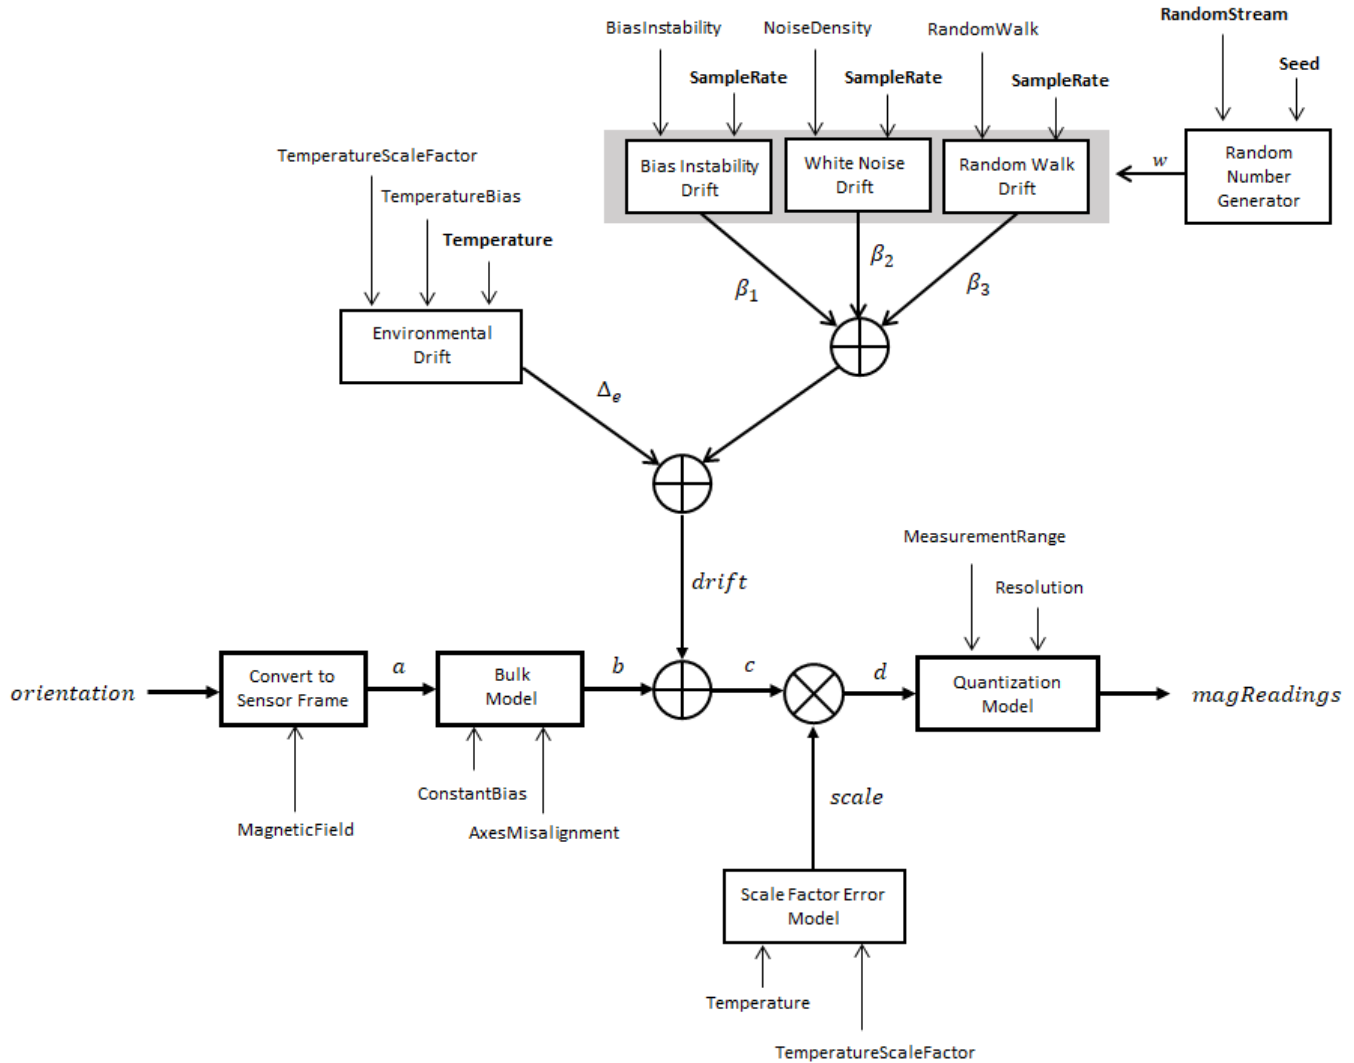 RandomStream
BiasInstability
NoiseDensity
RandomWalk
Seed
SampleRate
SampleRate
SampleRate
TemperatureScaleFactor
Bias Instability
Drift
White Noise
Drift
Random Walk
Drift
w
Random
Number
Generator
TemperatureBias
Temperature
β₁
β₂
β₃
Environmental
Drift
Δₑ
MeasurementRange
drift
Resolution
orientation
Convert to
Sensor Frame
a
Bulk
Model
b
c
d
Quantization
Model
magReadings
ConstantBias
scale
MagneticField
AxesMisalignment
Scale Factor Error
Model
Temperature
TemperatureScaleFactor